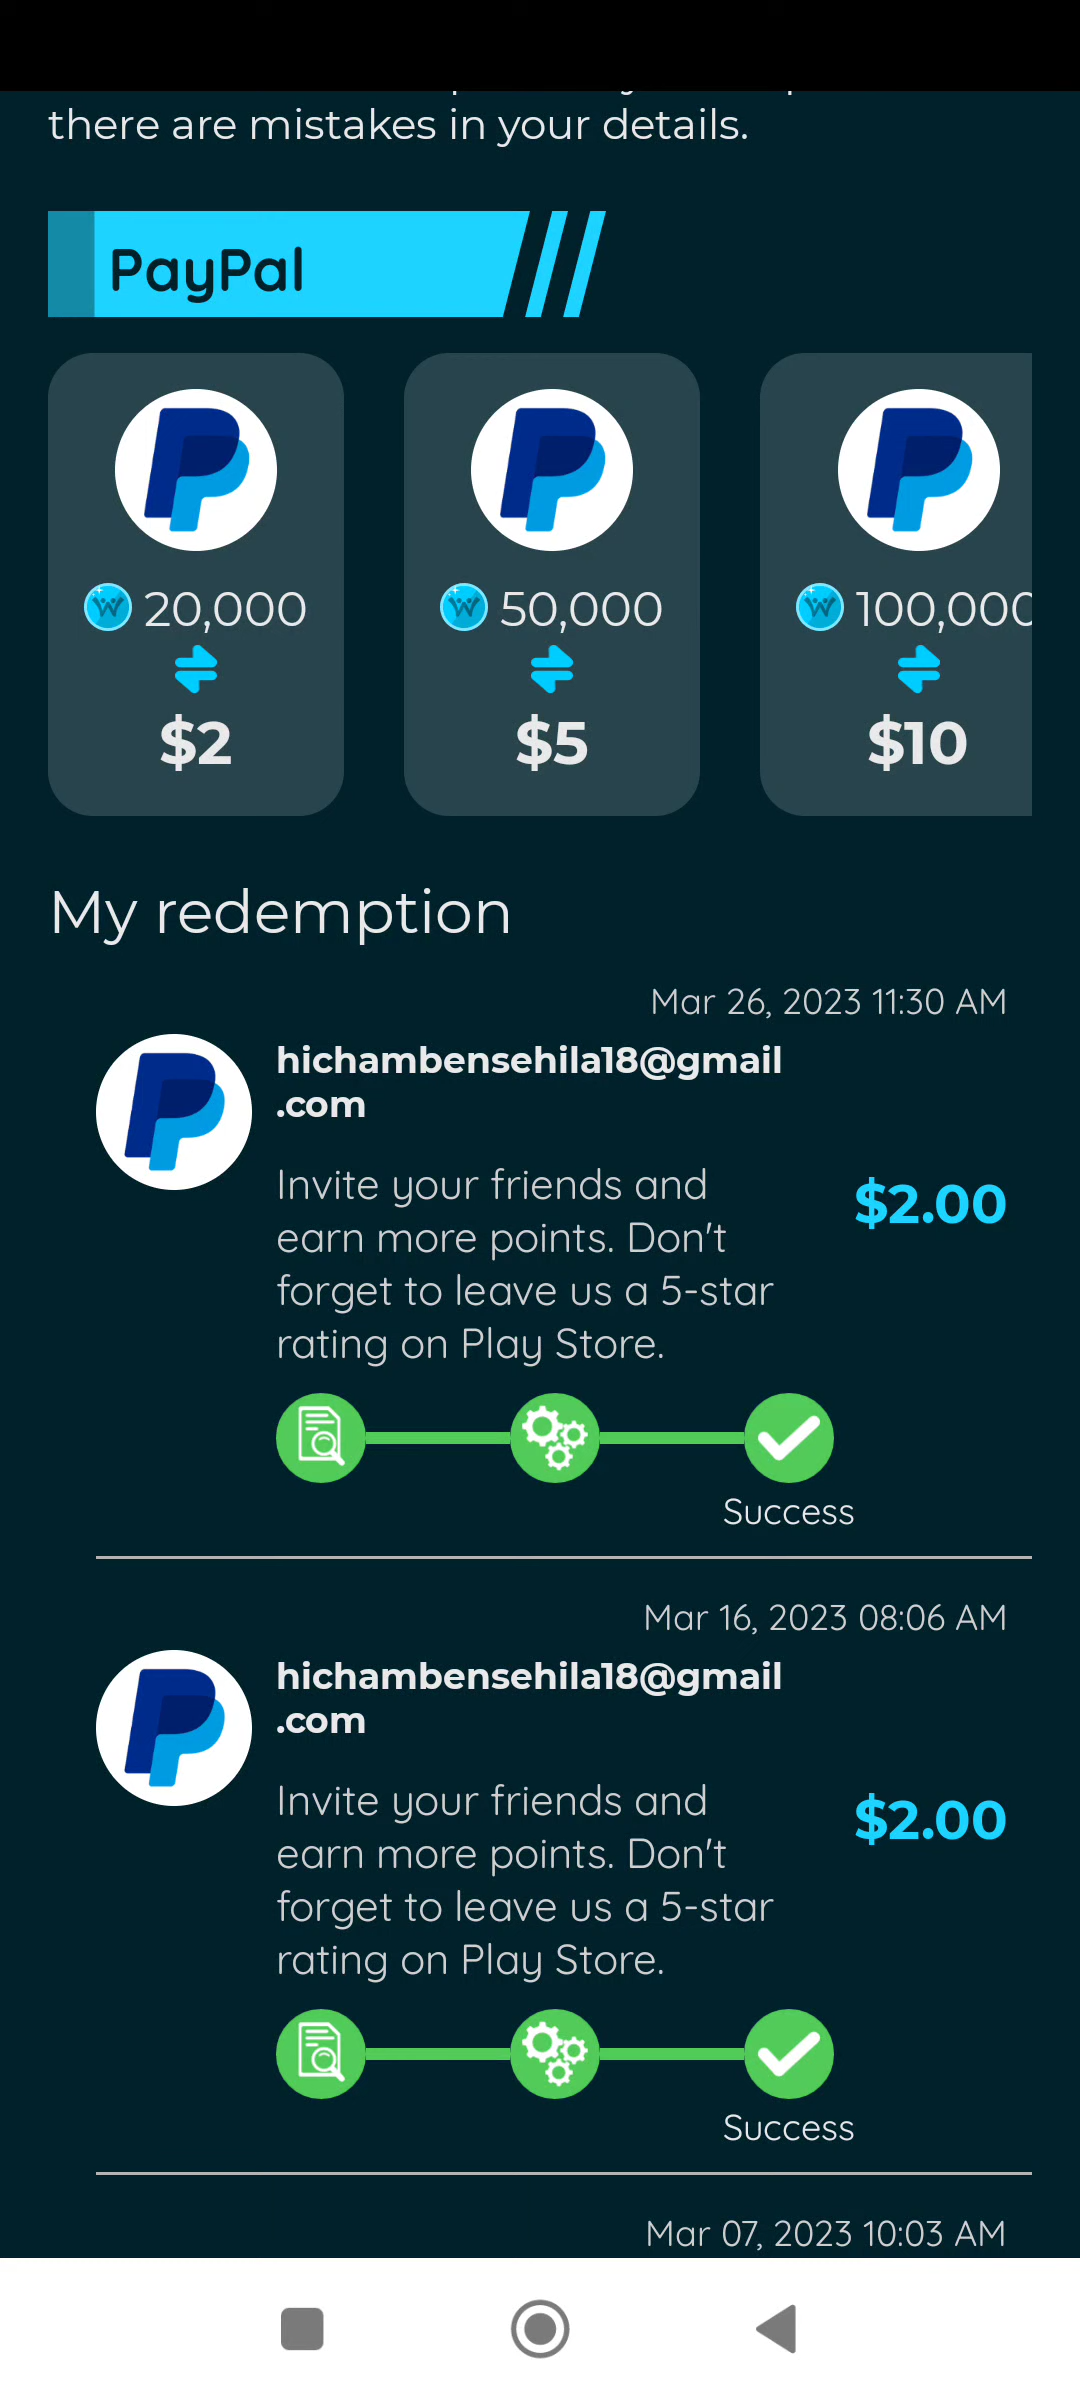 there are mistakes in your details.
PayPal
20,000
50,000
100,000
$2
$5
$10
My redemption
Mar 26, 2023 11:30 AM
hichambensehila18@gmail
.com
Invite your friends and
earn more points. Don't
forget to leave us a 5-star
rating on Play Store.
$2.00
Success
Mar 16, 2023 08:06 AM
hichambensehila18@gmail
.com
Invite your friends and
earn more points. Don't
forget to leave us a 5-star
rating on Play Store.
$2.00
Success
Mar 07, 2023 10:03 AM